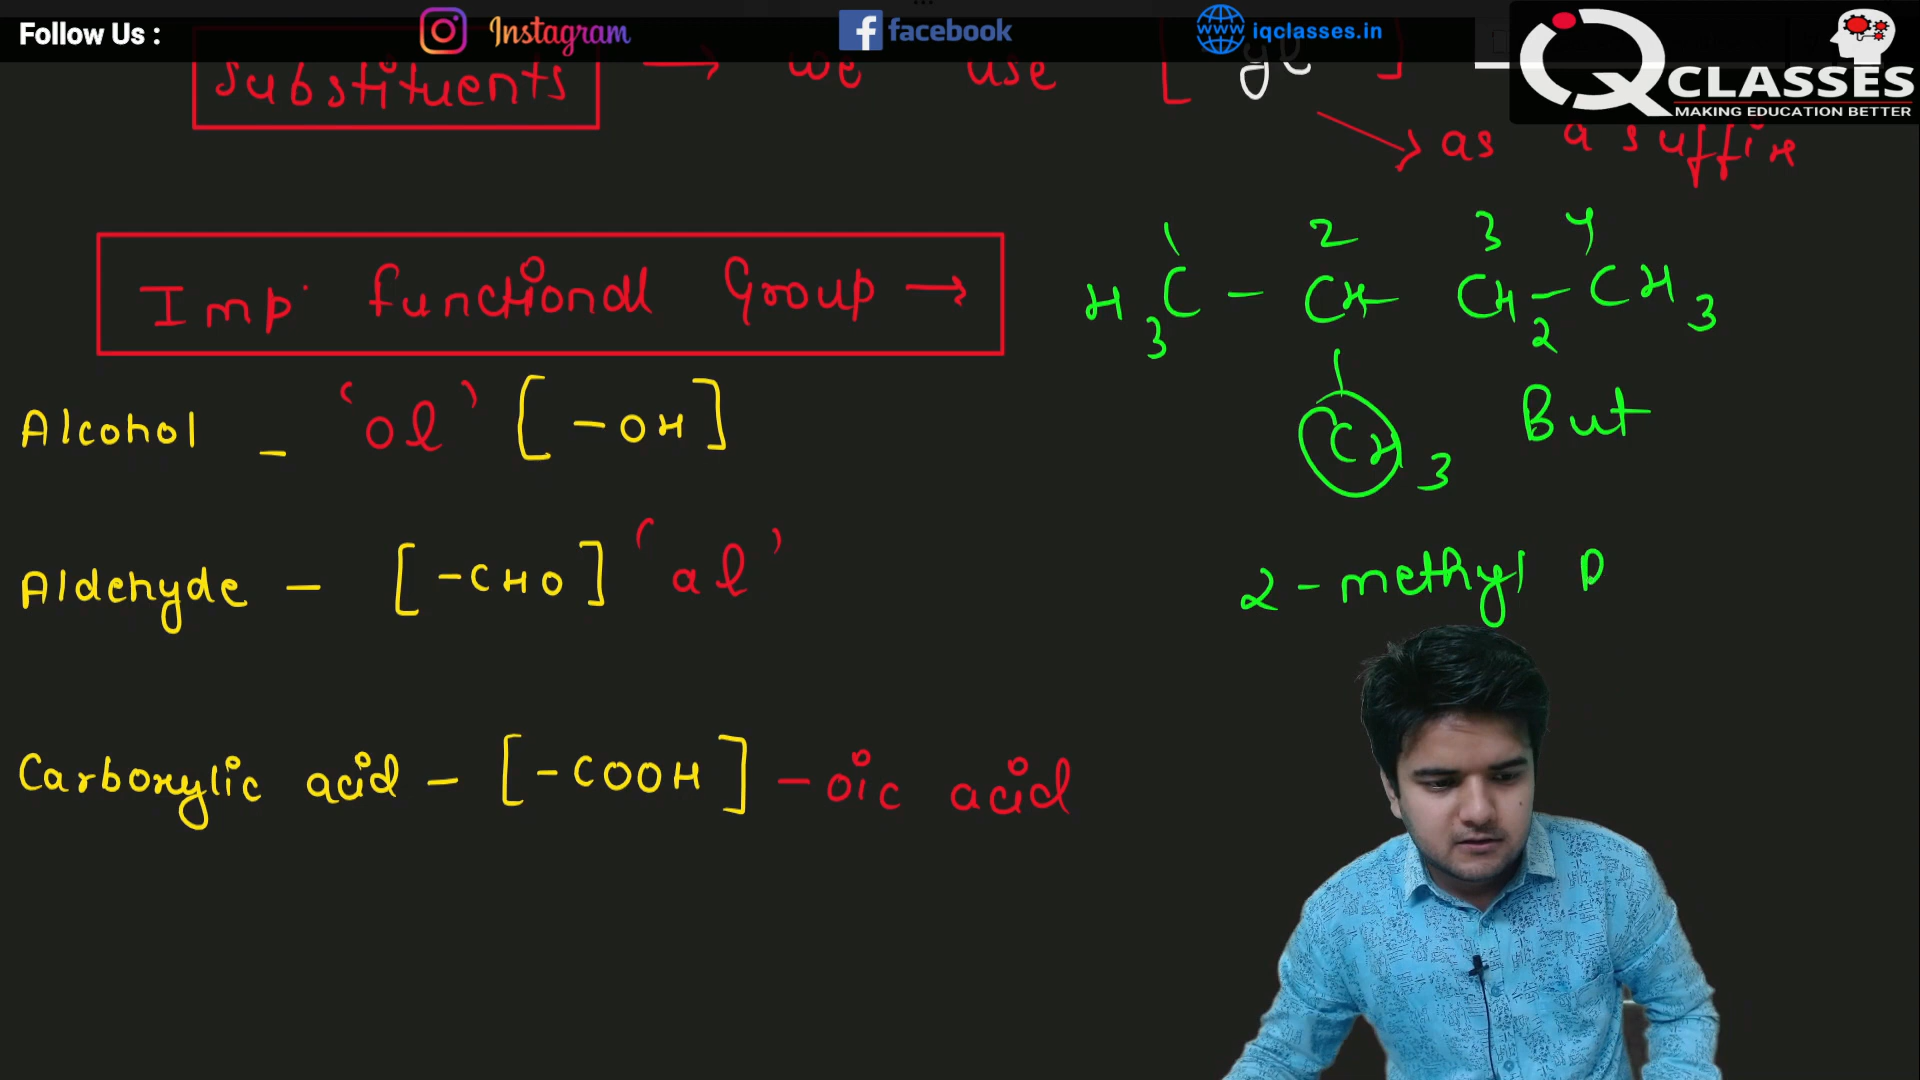 Follow Us :
Instagram
facebook
iqclasses.in
IQ CLASSES
MAKING EDUCATION BETTER
Substituents → we use [yl]
→ as a suffix
Imp. functional Group →
1 2 3 4
H3C - CH - CH2 - CH3
CH3
But
2-methyl
Alcohol - 'ol' [-OH]
Aldehyde - [-CHO] 'al'
Carboxylic acid - [-COOH] - oic acid